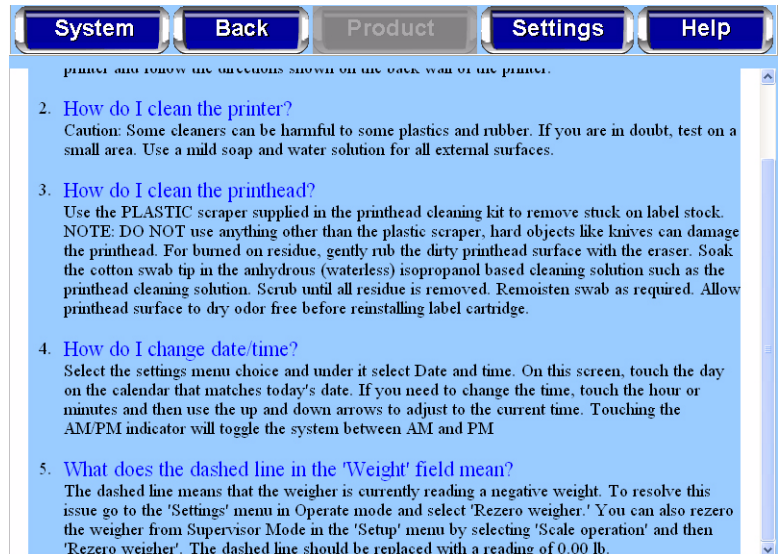 System Back Product Settings Help
printer and follow the directions shown on the back wall of the printer.
2. How do I clean the printer?
Caution: Some cleaners can be harmful to some plastics and rubber. If you are in doubt, test on a
small area. Use a mild soap and water solution for all external surfaces.
3. How do I clean the printhead?
Use the PLASTIC scraper supplied in the printhead cleaning kit to remove stuck on label stock.
NOTE: DO NOT use anything other than the plastic scraper, hard objects like knives can damage
the printhead. For burned on residue, gently rub the dirty printhead surface with the eraser. Soak
the cotton swab tip in the anhydrous (waterless) isopropanol based cleaning solution such as the
printhead cleaning solution. Scrub until all residue is removed. Remoisten swab as required. Allow
printhead surface to dry odor free before reinstalling label cartridge.
4. How do I change date/time?
Select the settings menu choice and under it select Date and time. On this screen, touch the day
on the calendar that matches today's date. If you need to change the time, touch the hour or
minutes and then use the up and down arrows to adjust to the current time. Touching the
AM/PM indicator will toggle the system between AM and PM
5. What does the dashed line in the 'Weight' field mean?
The dashed line means that the weigher is currently reading a negative weight. To resolve this
issue go to the 'Settings' menu in Operate mode and select 'Rezero weigher.' You can also rezero
the weigher from Supervisor Mode in the 'Setup' menu by selecting 'Scale operation' and then
'Rezero weigher'. The dashed line should be replaced with a reading of 0.00 lb.